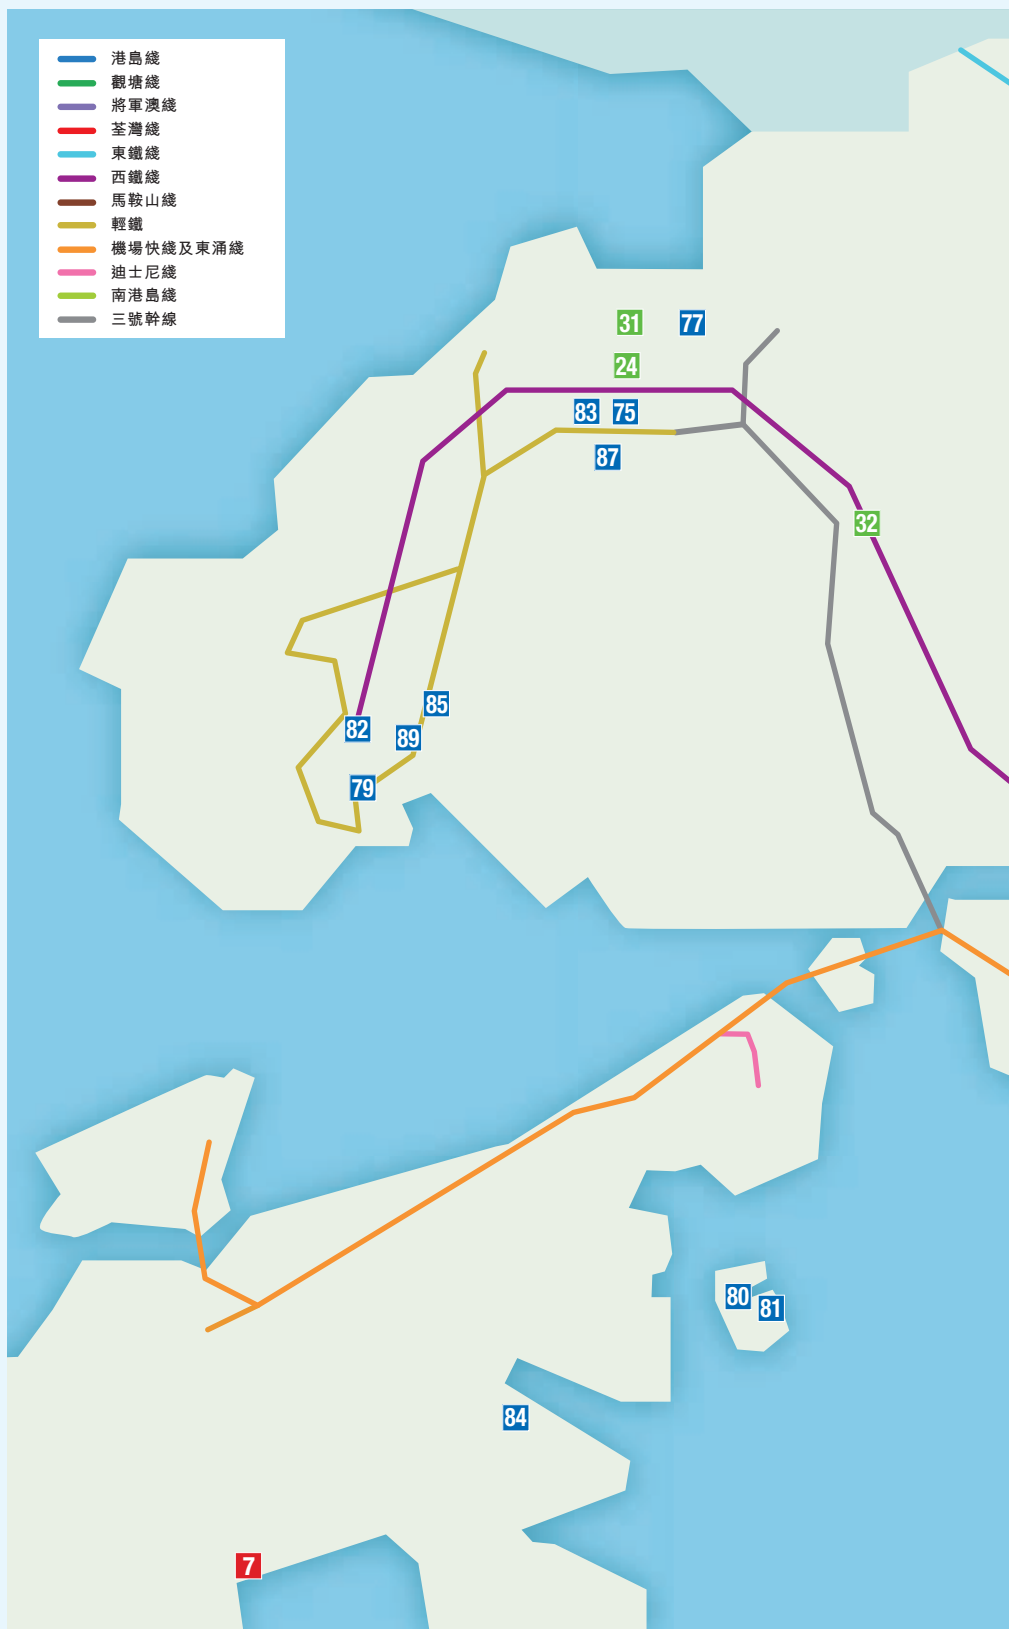 港島綫
觀塘綫
將軍澳綫
荃灣綫
東鐵綫
西鐵綫
馬鞍山綫
輕鐵
機場快綫及東涌綫
迪士尼綫
南港島綫
三號幹線
31 77
24
83 75
87
32
85
82 89
79
80 81
84
7